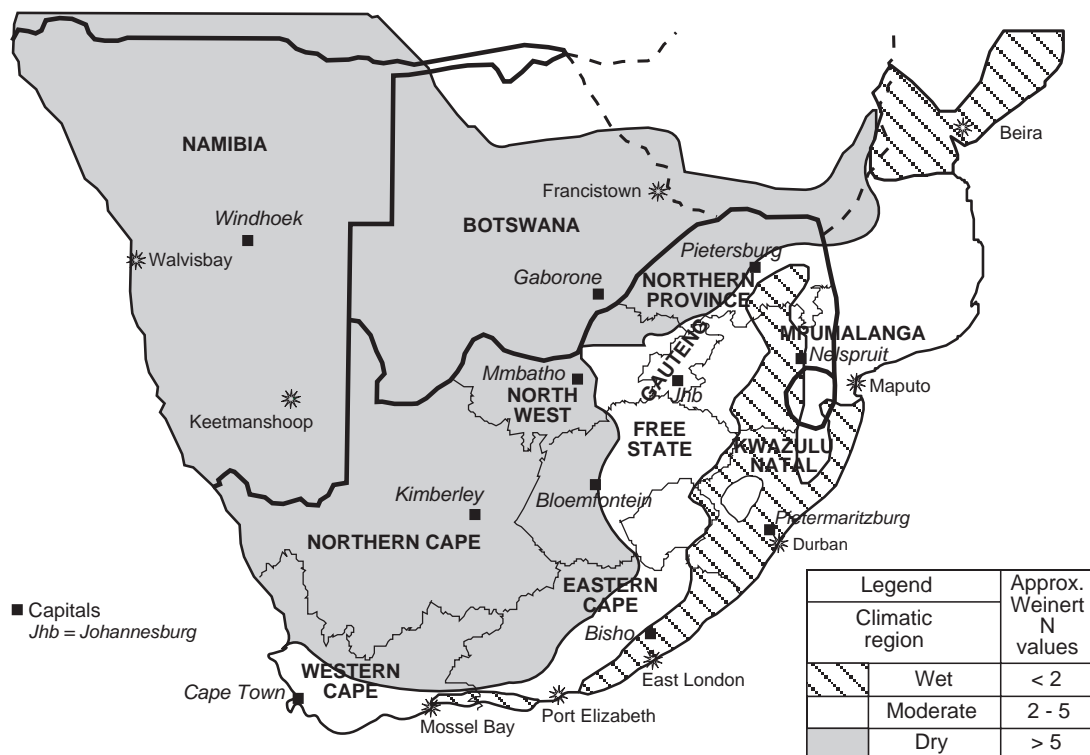 Beira
NAMIBIA
Francistown
Windhoek
BOTSWANA
Walvisbay
Pietersburg
Gaborone
NORTHERN
PROVINCE
MPUMALANGA
GAUTENG
Nelspruit
Mmbatho
Jhb
Maputo
NORTH
WEST
Keetmanshoop
FREE
STATE
KWAZULU
NATAL
Kimberley
Bloemfontein
Pietermaritzburg
NORTHERN CAPE
Durban
EASTERN
CAPE
■ Capitals
Jhb = Johannesburg
Bisho
WESTERN
CAPE
East London
Cape Town
Port Elizabeth
Mossel Bay
Legend
Climatic
region
Approx.
Weinert
N
values
Wet < 2
Moderate 2 - 5
Dry > 5